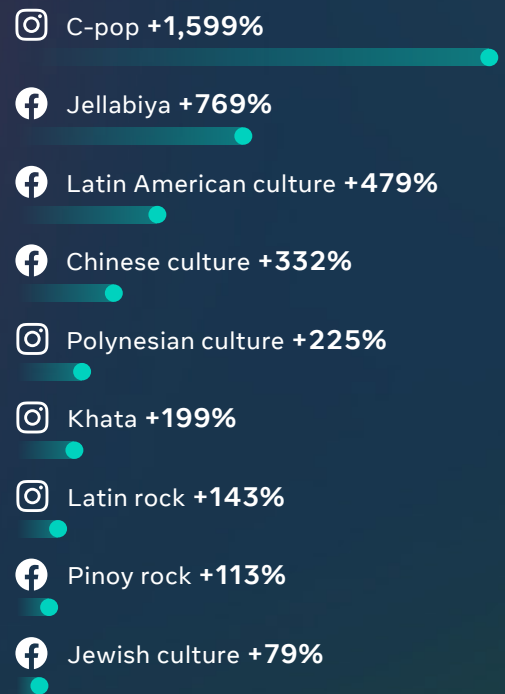 C-pop +1,599%
Jellabiya +769%
Latin American culture +479%
Chinese culture +332%
Polynesian culture +225%
Khata +199%
Latin rock +143%
Pinoy rock +113%
Jewish culture +79%